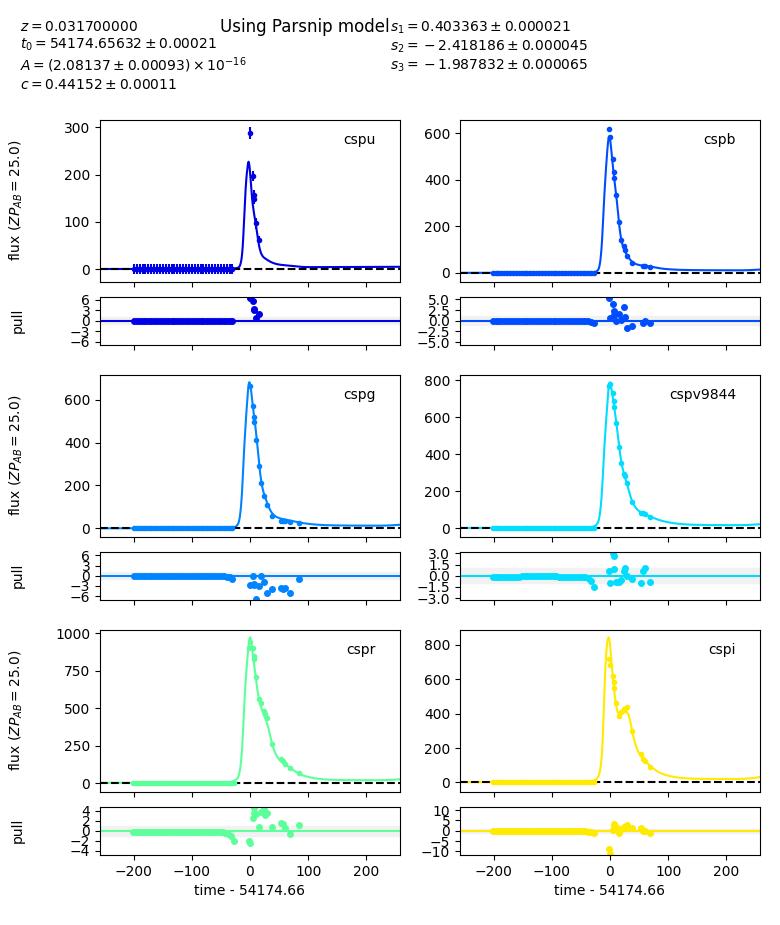 Using Parsnip model
z = 0.031700000
t₀ = 54174.65632 ± 0.00021
A = (2.08137 ± 0.00093) × 10⁻¹⁶
c = 0.44152 ± 0.00011
s₁ = 0.403363 ± 0.000021
s₂ = −2.418186 ± 0.000045
s₃ = −1.987832 ± 0.000065
flux (ZP_AB = 25.0)
300
200
100
0
cspu
600
400
200
0
cspb
pull
6
3
0
−3
−6
5.0
2.5
0.0
−2.5
−5.0
flux (ZP_AB = 25.0)
600
400
200
0
cspg
800
600
400
200
0
cspv9844
pull
6
3
0
−3
−6
3.0
1.5
0.0
−1.5
−3.0
flux (ZP_AB = 25.0)
1000
750
500
250
0
cspr
800
600
400
200
0
cspi
pull
4
2
0
−2
−4
10
5
0
−5
−10
−200 −100 0 100 200
−200 −100 0 100 200
time - 54174.66
time - 54174.66